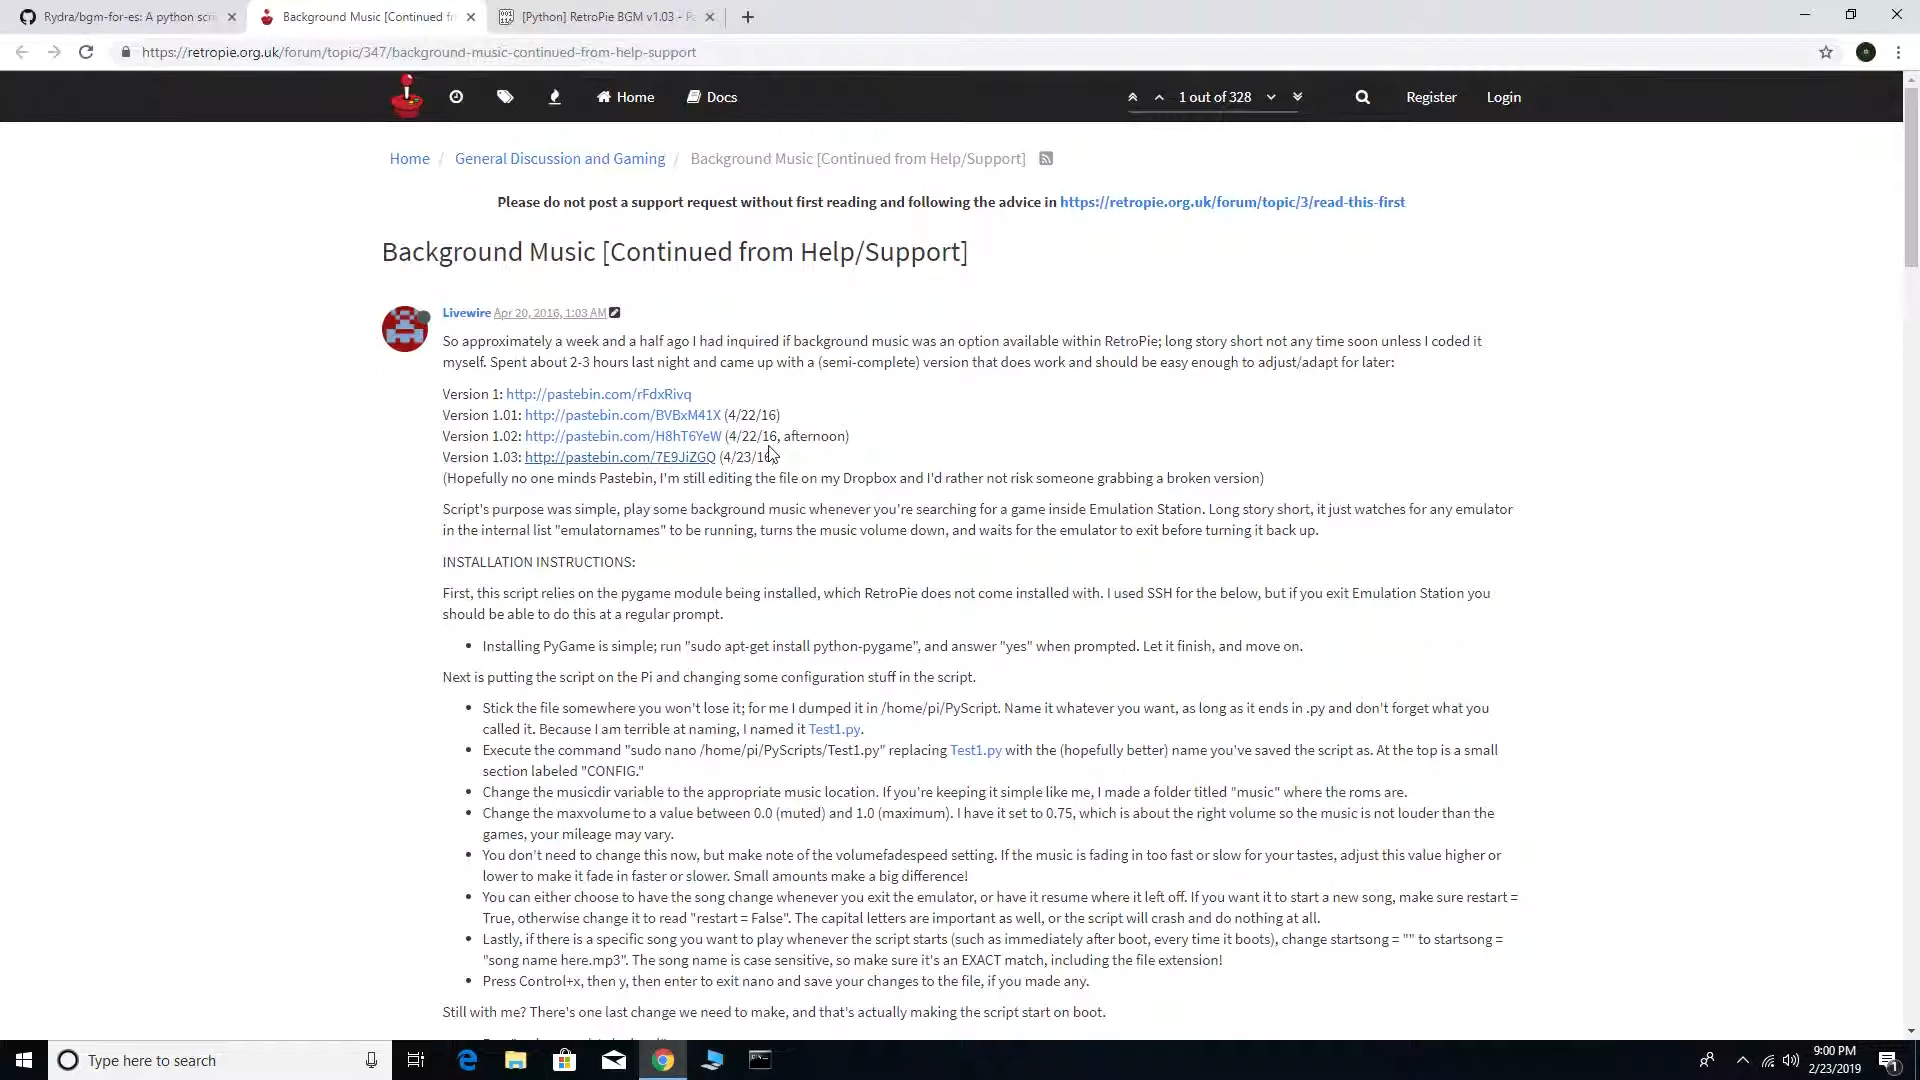 Rydra/bgm-for-es: A python scri
Background Music [Continued fr
[Python] RetroPie BGM v1.03 - P
https://retropie.org.uk/forum/topic/347/background-music-continued-from-help-support
Home
Docs
1 out of 328
Register
Login
Home / General Discussion and Gaming / Background Music [Continued from Help/Support]
Please do not post a support request without first reading and following the advice in https://retropie.org.uk/forum/topic/3/read-this-first
Background Music [Continued from Help/Support]
Livewire Apr 20, 2016, 1:03 AM
So approximately a week and a half ago I had inquired if background music was an option available within RetroPie; long story short not any time soon unless I coded it
myself. Spent about 2-3 hours last night and came up with a (semi-complete) version that does work and should be easy enough to adjust/adapt for later:
Version 1: http://pastebin.com/rFdxRivq
Version 1.01: http://pastebin.com/BVBxM41X (4/22/16)
Version 1.02: http://pastebin.com/H8hT6YeW (4/22/16, afternoon)
Version 1.03: http://pastebin.com/7E9JiZGQ (4/23/16
(Hopefully no one minds Pastebin, I'm still editing the file on my Dropbox and I'd rather not risk someone grabbing a broken version)
Script's purpose was simple, play some background music whenever you're searching for a game inside Emulation Station. Long story short, it just watches for any emulator
in the internal list "emulatornames" to be running, turns the music volume down, and waits for the emulator to exit before turning it back up.
INSTALLATION INSTRUCTIONS:
First, this script relies on the pygame module being installed, which RetroPie does not come installed with. I used SSH for the below, but if you exit Emulation Station you
should be able to do this at a regular prompt.
• Installing PyGame is simple; run "sudo apt-get install python-pygame", and answer "yes" when prompted. Let it finish, and move on.
Next is putting the script on the Pi and changing some configuration stuff in the script.
• Stick the file somewhere you won't lose it; for me I dumped it in /home/pi/PyScript. Name it whatever you want, as long as it ends in .py and don't forget what you
called it. Because I am terrible at naming, I named it Test1.py.
• Execute the command "sudo nano /home/pi/PyScripts/Test1.py" replacing Test1.py with the (hopefully better) name you've saved the script as. At the top is a small
section labeled "CONFIG."
• Change the musicdir variable to the appropriate music location. If you're keeping it simple like me, I made a folder titled "music" where the roms are.
• Change the maxvolume to a value between 0.0 (muted) and 1.0 (maximum). I have it set to 0.75, which is about the right volume so the music is not louder than the
games, your mileage may vary.
• You don't need to change this now, but make note of the volumefadespeed setting. If the music is fading in too fast or slow for your tastes, adjust this value higher or
lower to make it fade in faster or slower. Small amounts make a big difference!
• You can either choose to have the song change whenever you exit the emulator, or have it resume where it left off. If you want it to start a new song, make sure restart =
True, otherwise change it to read "restart = False". The capital letters are important as well, or the script will crash and do nothing at all.
• Lastly, if there is a specific song you want to play whenever the script starts (such as immediately after boot, every time it boots), change startsong = "" to startsong =
"song name here.mp3". The song name is case sensitive, so make sure it's an EXACT match, including the file extension!
• Press Control+x, then y, then enter to exit nano and save your changes to the file, if you made any.
Still with me? There's one last change we need to make, and that's actually making the script start on boot.
Type here to search
9:00 PM
2/23/2019
1